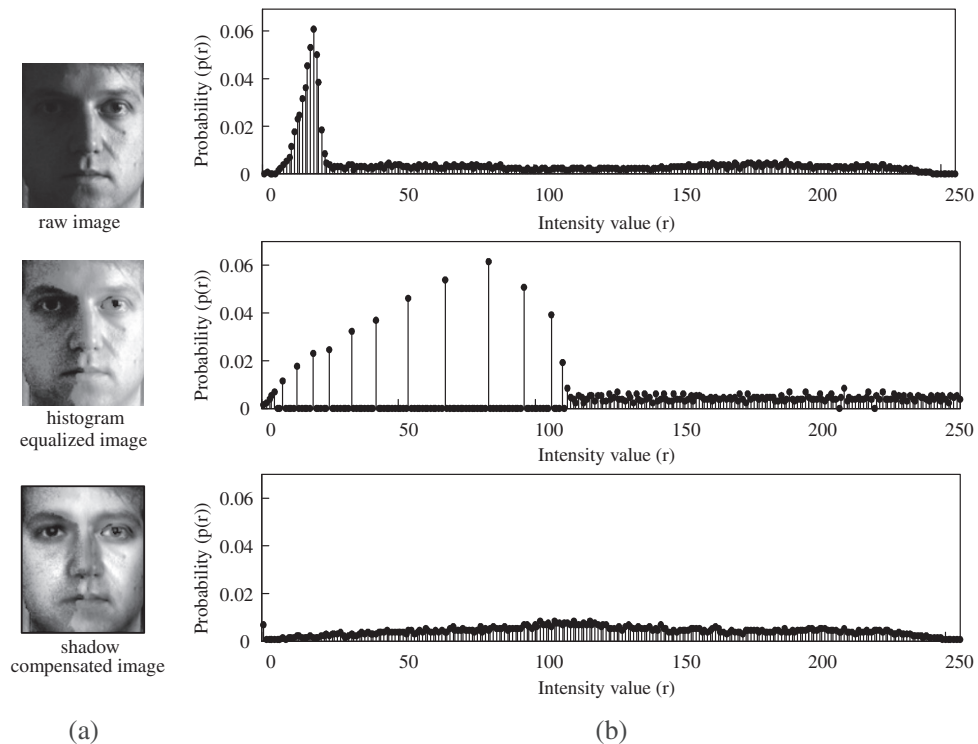 raw image
histogram
equalized image
shadow
compensated image
(a)
Probability (p(r))
0.06
0.04
0.02
0
0 50 100 150 200 250
Intensity value (r)
Probability (p(r))
0.06
0.04
0.02
0
0 50 100 150 200 250
Intensity value (r)
Probability (p(r))
0.06
0.04
0.02
0
0 50 100 150 200 250
Intensity value (r)
(b)